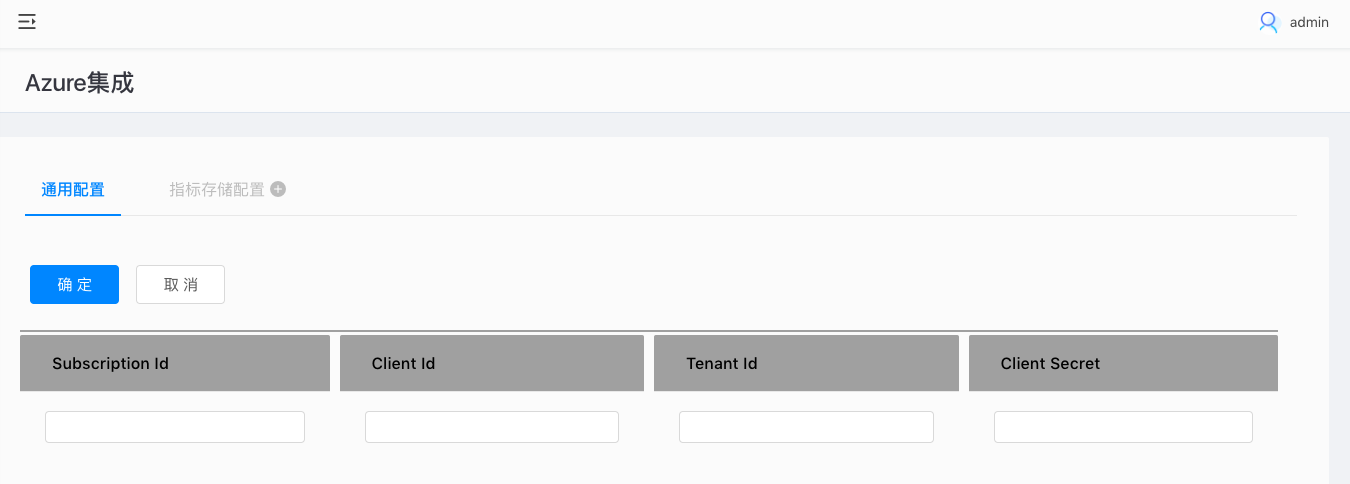 admin
Azure集成
通用配置 指标存储配置
确 定 取 消
Subscription Id Client Id Tenant Id Client Secret